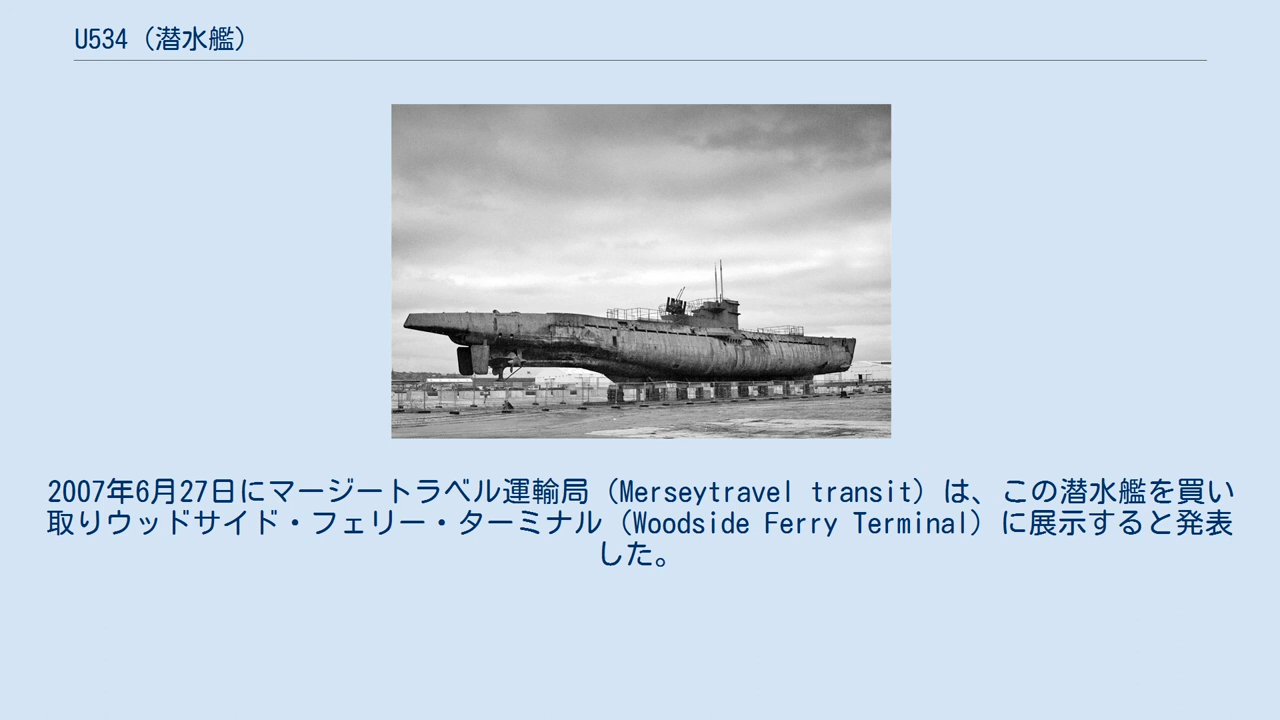 U534（潜水艦）
2007年6月27日にマージートラベル運輸局（Merseytravel transit）は、この潜水艦を買い
取りウッドサイド・フェリー・ターミナル（Woodside Ferry Terminal）に展示すると発表
した。